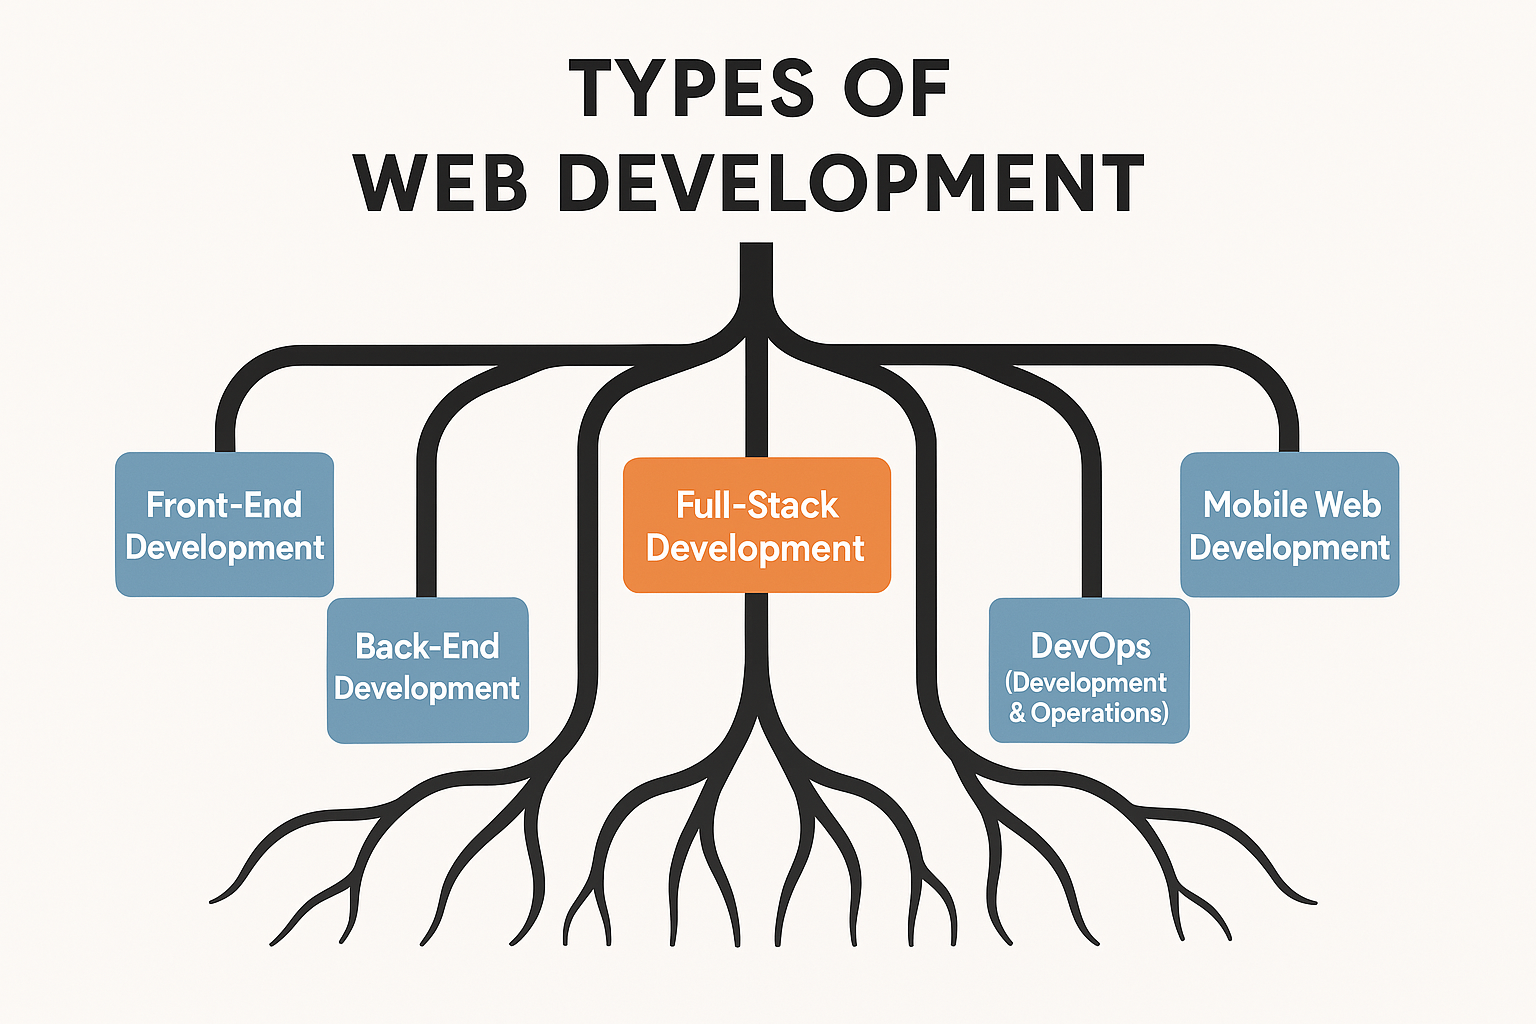 TYPES OF
WEB DEVELOPMENT
Front-End
Development
Back-End
Development
Full-Stack
Development
DevOps
(Development
& Operations)
Mobile Web
Development